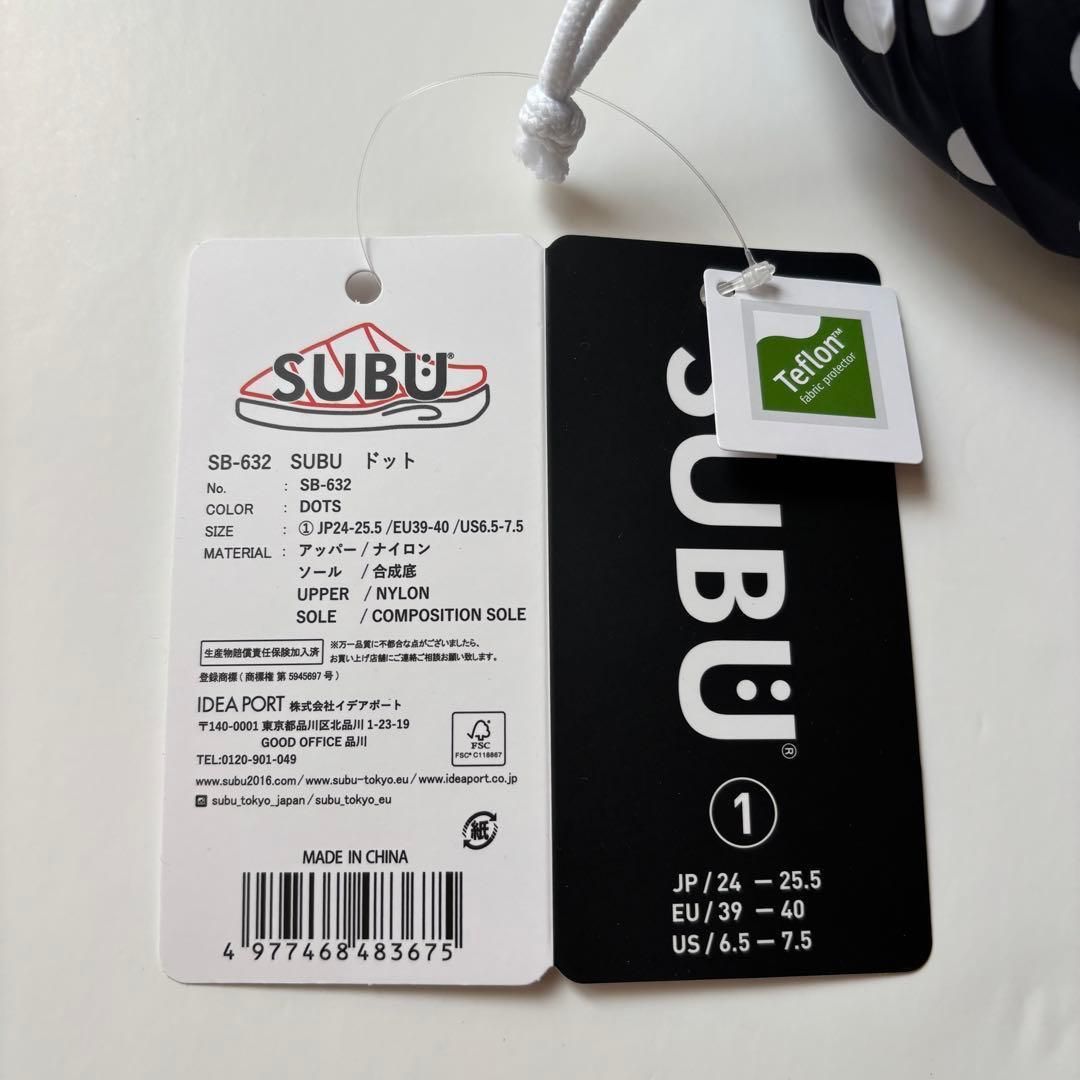 SUBU®
SB-632 SUBU ドット
No. : SB-632
COLOR : DOTS
SIZE : ① JP24-25.5 /EU39-40 /US6.5-7.5
MATERIAL : アッパー / ナイロン
ソール / 合成底
UPPER / NYLON
SOLE / COMPOSITION SOLE
生産物賠償責任保険加入済
※万一品質に不都合な点がございましたら、
お買い上げ店舗にご連絡ご相談お願い致します。
登録商標 ( 商標権 第 5945697 号 )
IDEA PORT 株式会社イデアポート
〒140-0001 東京都品川区北品川 1-23-19
GOOD OFFICE 品川
TEL:0120-901-049
FSC
FSC® C118867
www.subu2016.com / www.subu-tokyo.eu / www.ideaport.co.jp
subu_tokyo_japan / subu_tokyo_eu
紙
MADE IN CHINA
4 977468 483675
Teflon™
fabric protector
SUBU®
1
JP / 24 — 25.5
EU / 39 — 40
US / 6.5 — 7.5